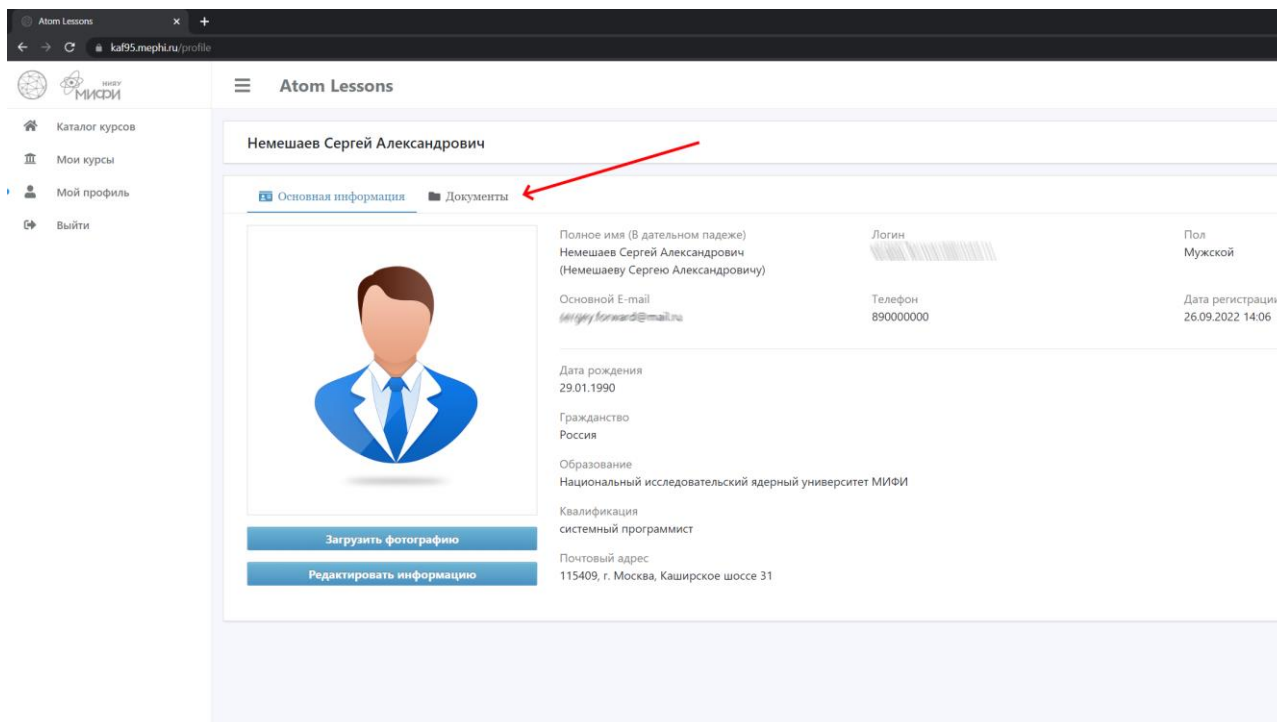 Atom Lessons
kaf95.mephi.ru/profile
НИЯУ
МИФИ
Atom Lessons
Каталог курсов
Мои курсы
Мой профиль
Выйти
Немешаев Сергей Александрович
Основная информация
Документы
Полное имя (В дательном падеже)
Немешаев Сергей Александрович
(Немешаеву Сергею Александровичу)
Логин
Пол
Мужской
Основной E-mail
Телефон
890000000
Дата регистрации
26.09.2022 14:06
Дата рождения
29.01.1990
Гражданство
Россия
Образование
Национальный исследовательский ядерный университет МИФИ
Квалификация
системный программист
Почтовый адрес
115409, г. Москва, Каширское шоссе 31
Загрузить фотографию
Редактировать информацию